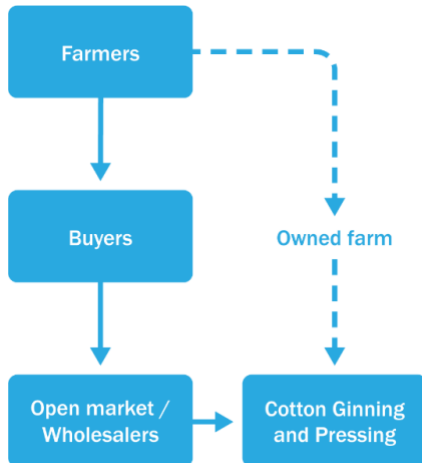 Farmers
Buyers
Owned farm
Open market /
Wholesalers
Cotton Ginning
and Pressing